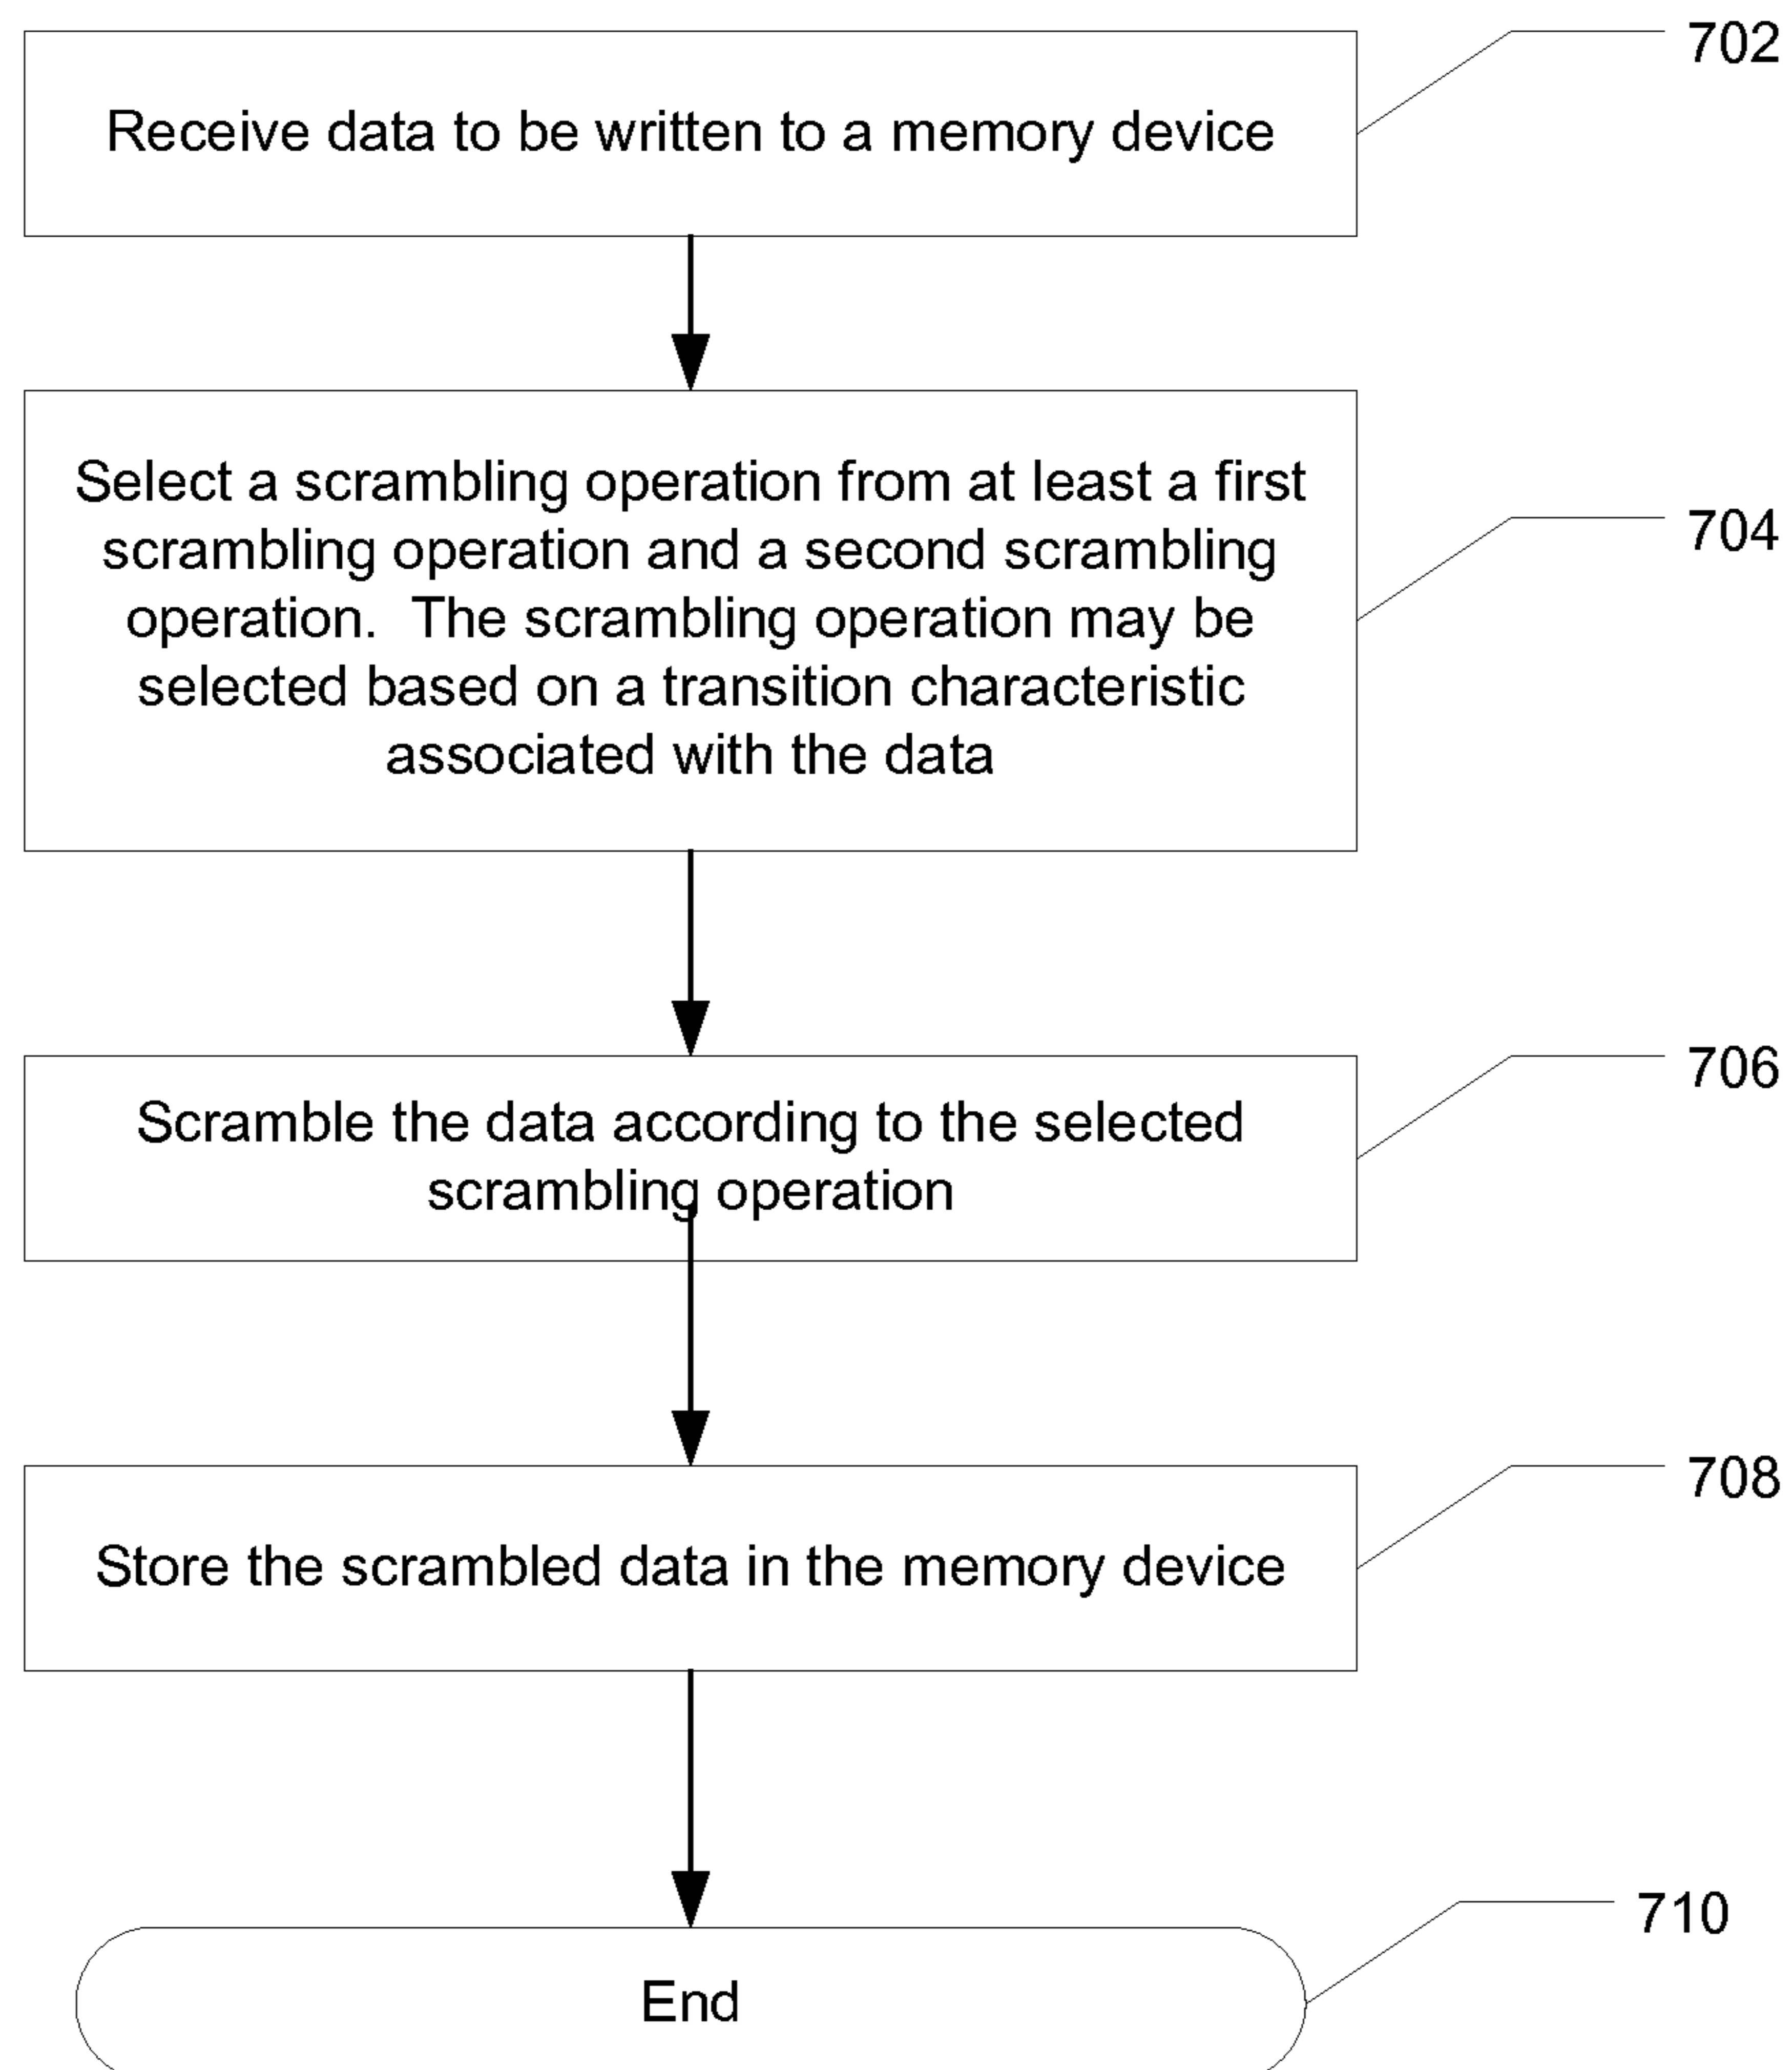 702
Receive data to be written to a memory device
Select a scrambling operation from at least a first
scrambling operation and a second scrambling
operation.  The scrambling operation may be
selected based on a transition characteristic
associated with the data
704
706
Scramble the data according to the selected
scrambling operation
708
Store the scrambled data in the memory device
710
End